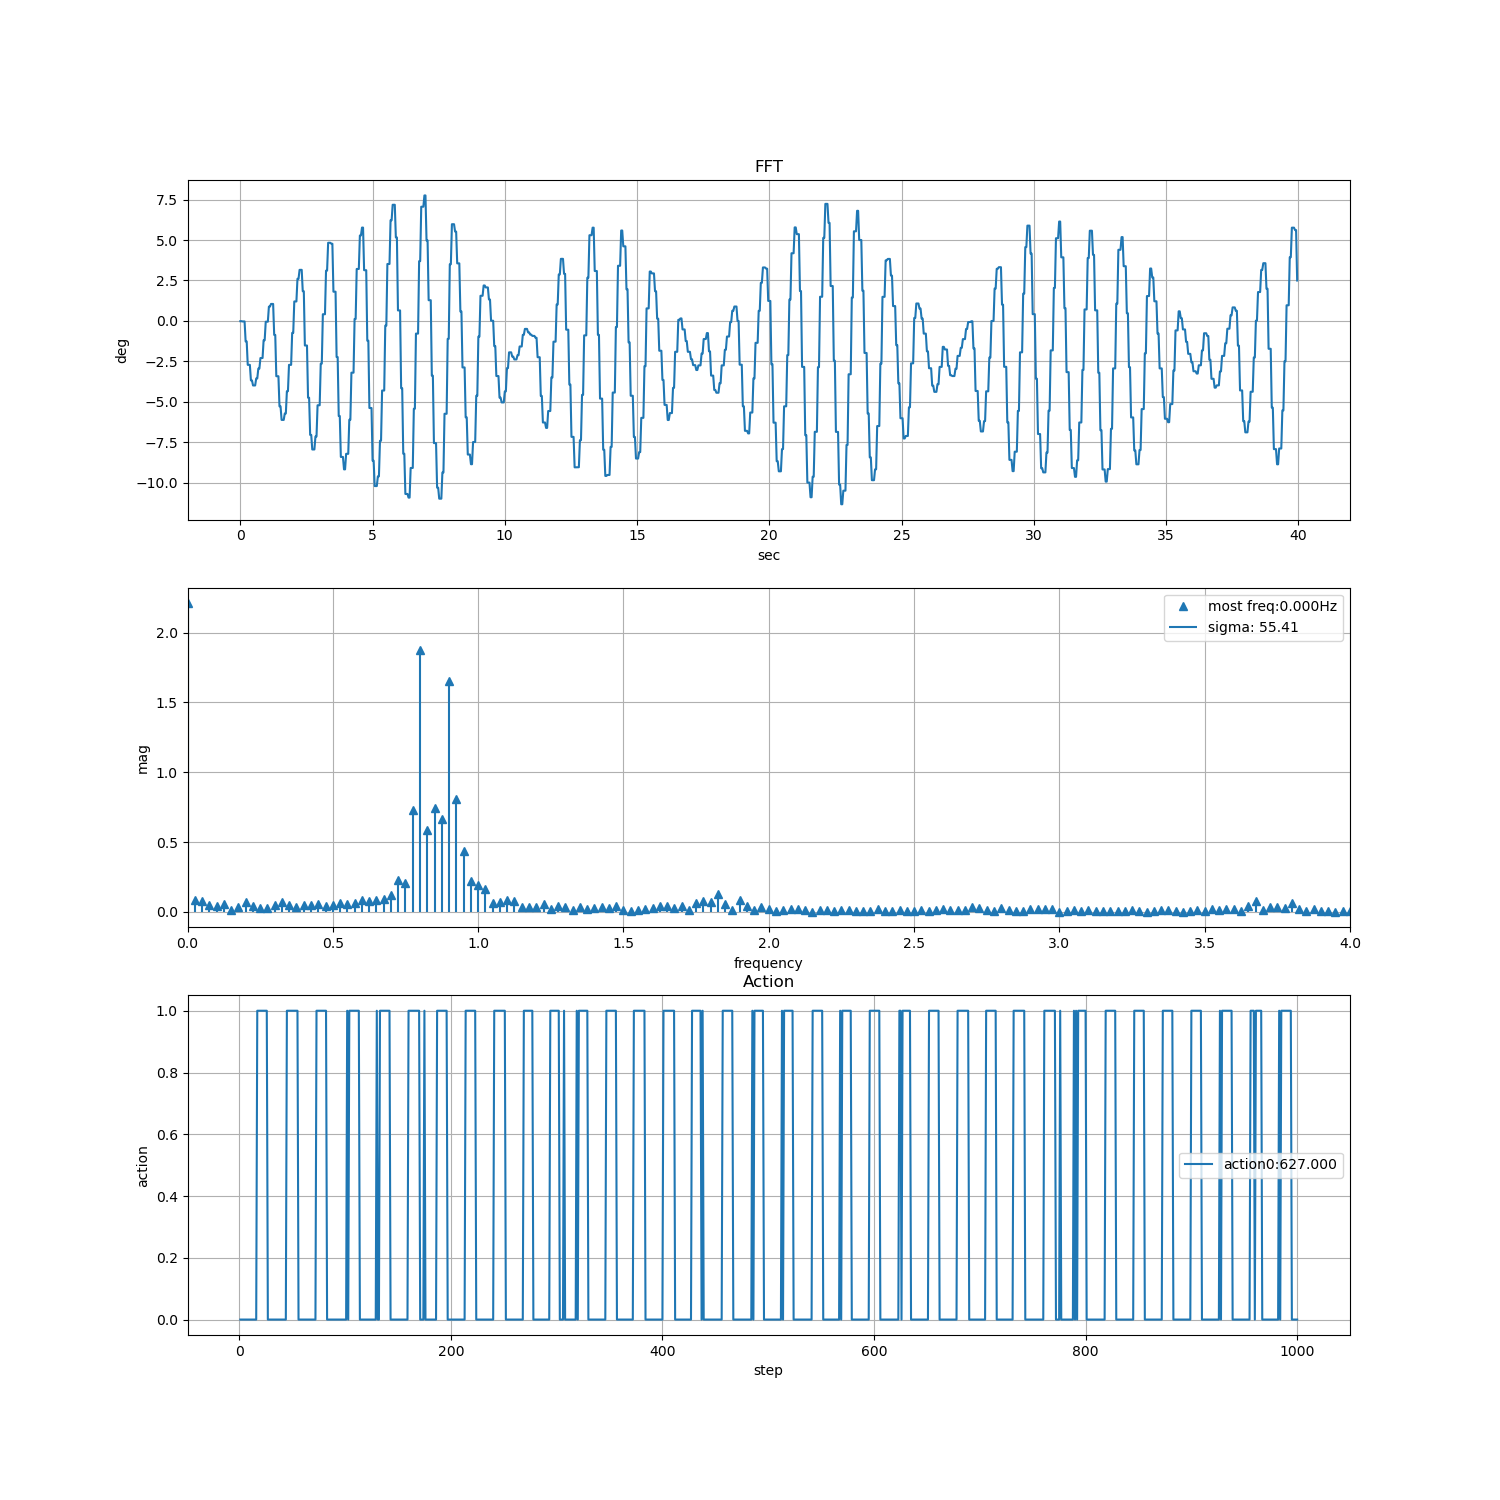 FFT
7.5
5.0
2.5
0.0
−2.5
−5.0
−7.5
−10.0
deg
0 5 10 15 20 25 30 35 40
sec
most freq:0.000Hz
sigma: 55.41
2.0
1.5
1.0
0.5
0.0
mag
0.0 0.5 1.0 1.5 2.0 2.5 3.0 3.5 4.0
frequency
Action
1.0
0.8
0.6
0.4
0.2
0.0
action
action0:627.000
0 200 400 600 800 1000
step